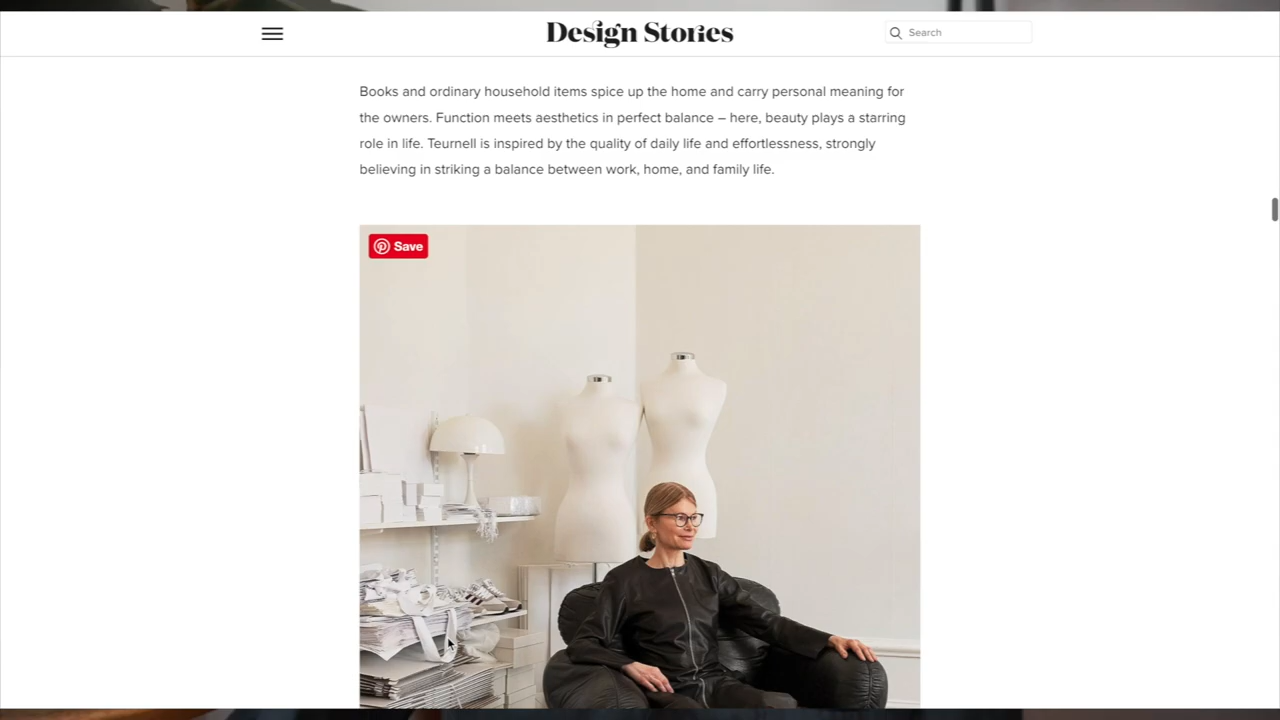 Design Stories
Search
Books and ordinary household items spice up the home and carry personal meaning for
the owners. Function meets aesthetics in perfect balance – here, beauty plays a starring
role in life. Teurnell is inspired by the quality of daily life and effortlessness, strongly
believing in striking a balance between work, home, and family life.
Save